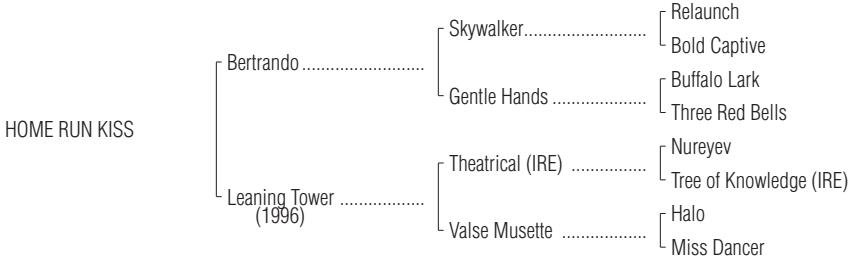 Relaunch
Skywalker..........................
Bold Captive
Bertrando ..........................
Buffalo Lark
Gentle Hands ....................
Three Red Bells
HOME RUN KISS
Nureyev
Theatrical (IRE) ................
Tree of Knowledge (IRE)
Leaning Tower ..................
(1996)
Halo
Valse Musette ..................
Miss Dancer